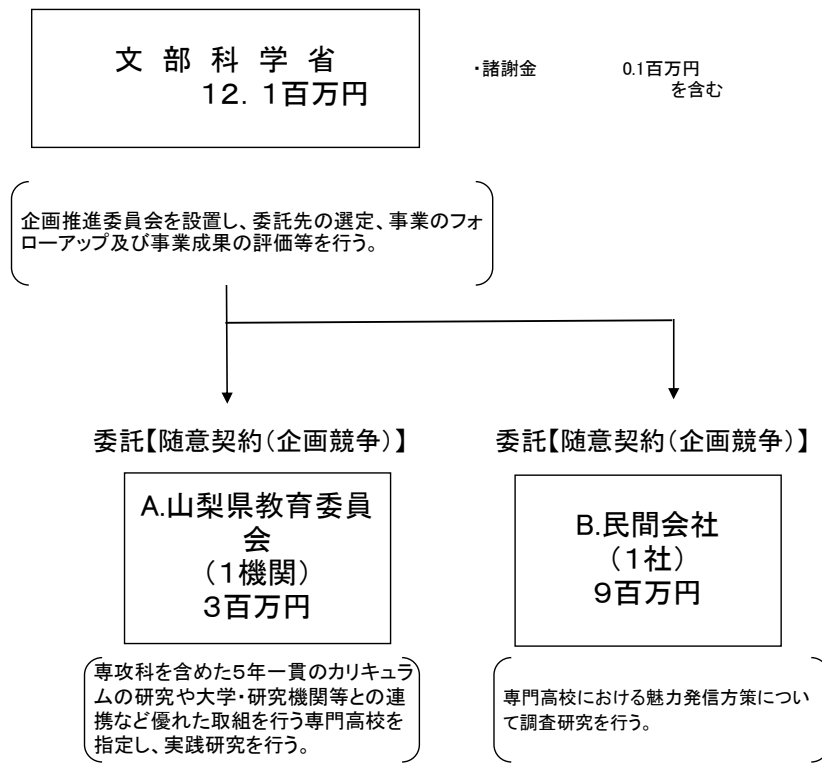 文部科学省
12.1百万円
・諸謝金 0.1百万円
を含む
企画推進委員会を設置し、委託先の選定、事業のフォ
ローアップ及び事業成果の評価等を行う。
委託【随意契約(企画競争)】
A.山梨県教育委員
会
(1機関)
3百万円
専攻科を含めた5年一貫のカリキュラ
ムの研究や大学・研究機関等との連
携など優れた取組を行う専門高校を
指定し、実践研究を行う。
委託【随意契約(企画競争)】
B.民間会社
(1社)
9百万円
専門高校における魅力発信方策につい
て調査研究を行う。